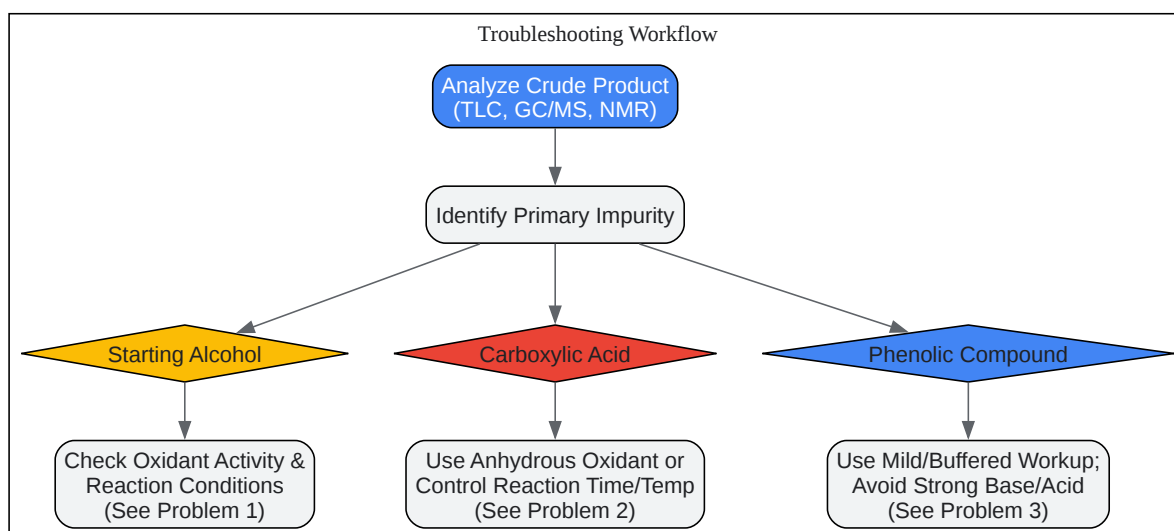 Troubleshooting Workflow
Analyze Crude Product
(TLC, GC/MS, NMR)
Identify Primary Impurity
Starting Alcohol
Carboxylic Acid
Phenolic Compound
Check Oxidant Activity &
Reaction Conditions
(See Problem 1)
Use Anhydrous Oxidant or
Control Reaction Time/Temp
(See Problem 2)
Use Mild/Buffered Workup;
Avoid Strong Base/Acid
(See Problem 3)